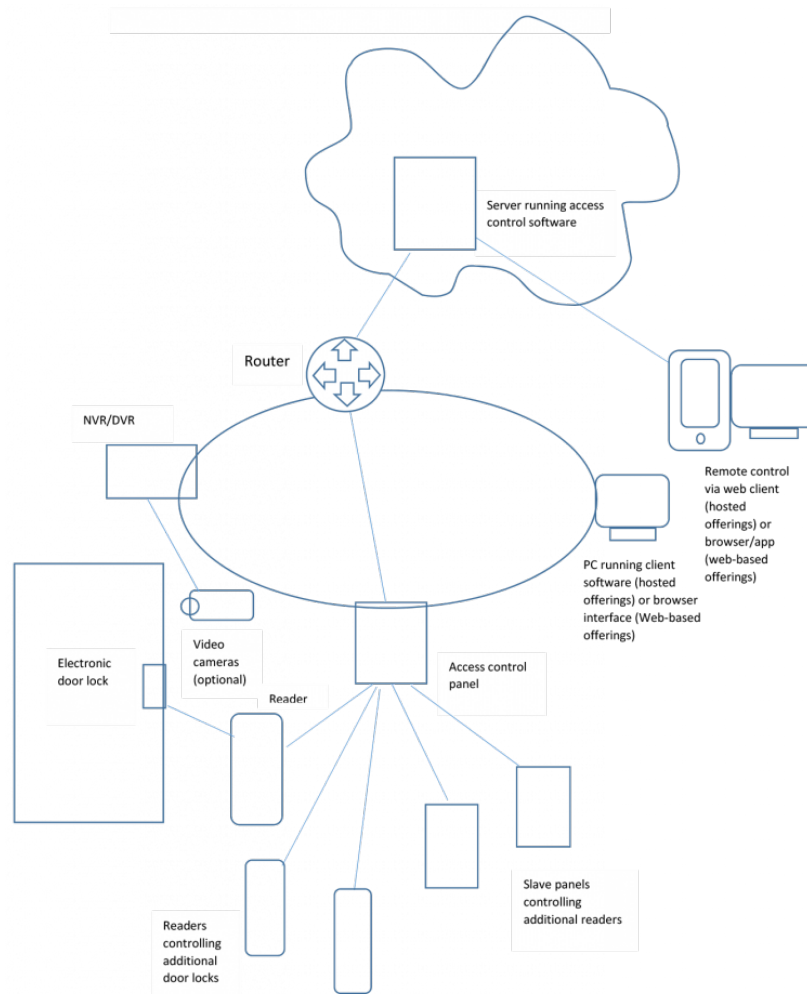 Server running access
control software
Router
NVR/DVR
Remote control
via web client
(hosted
offerings) or
browser/app
(web-based
offerings)
PC running client
software (hosted
offerings) or browser
interface (Web-based
offerings)
Video
cameras
(optional)
Electronic
door lock
Reader
Access control
panel
Slave panels
controlling
additional readers
Readers
controlling
additional
door locks